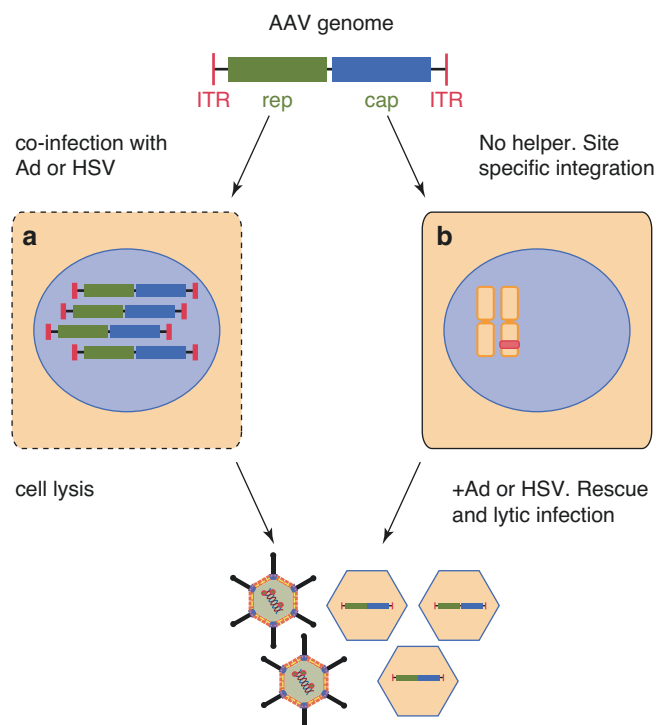 AAV genome
ITR rep cap ITR
co-infection with
Ad or HSV
No helper. Site
specific integration
a
b
cell lysis
+Ad or HSV. Rescue
and lytic infection